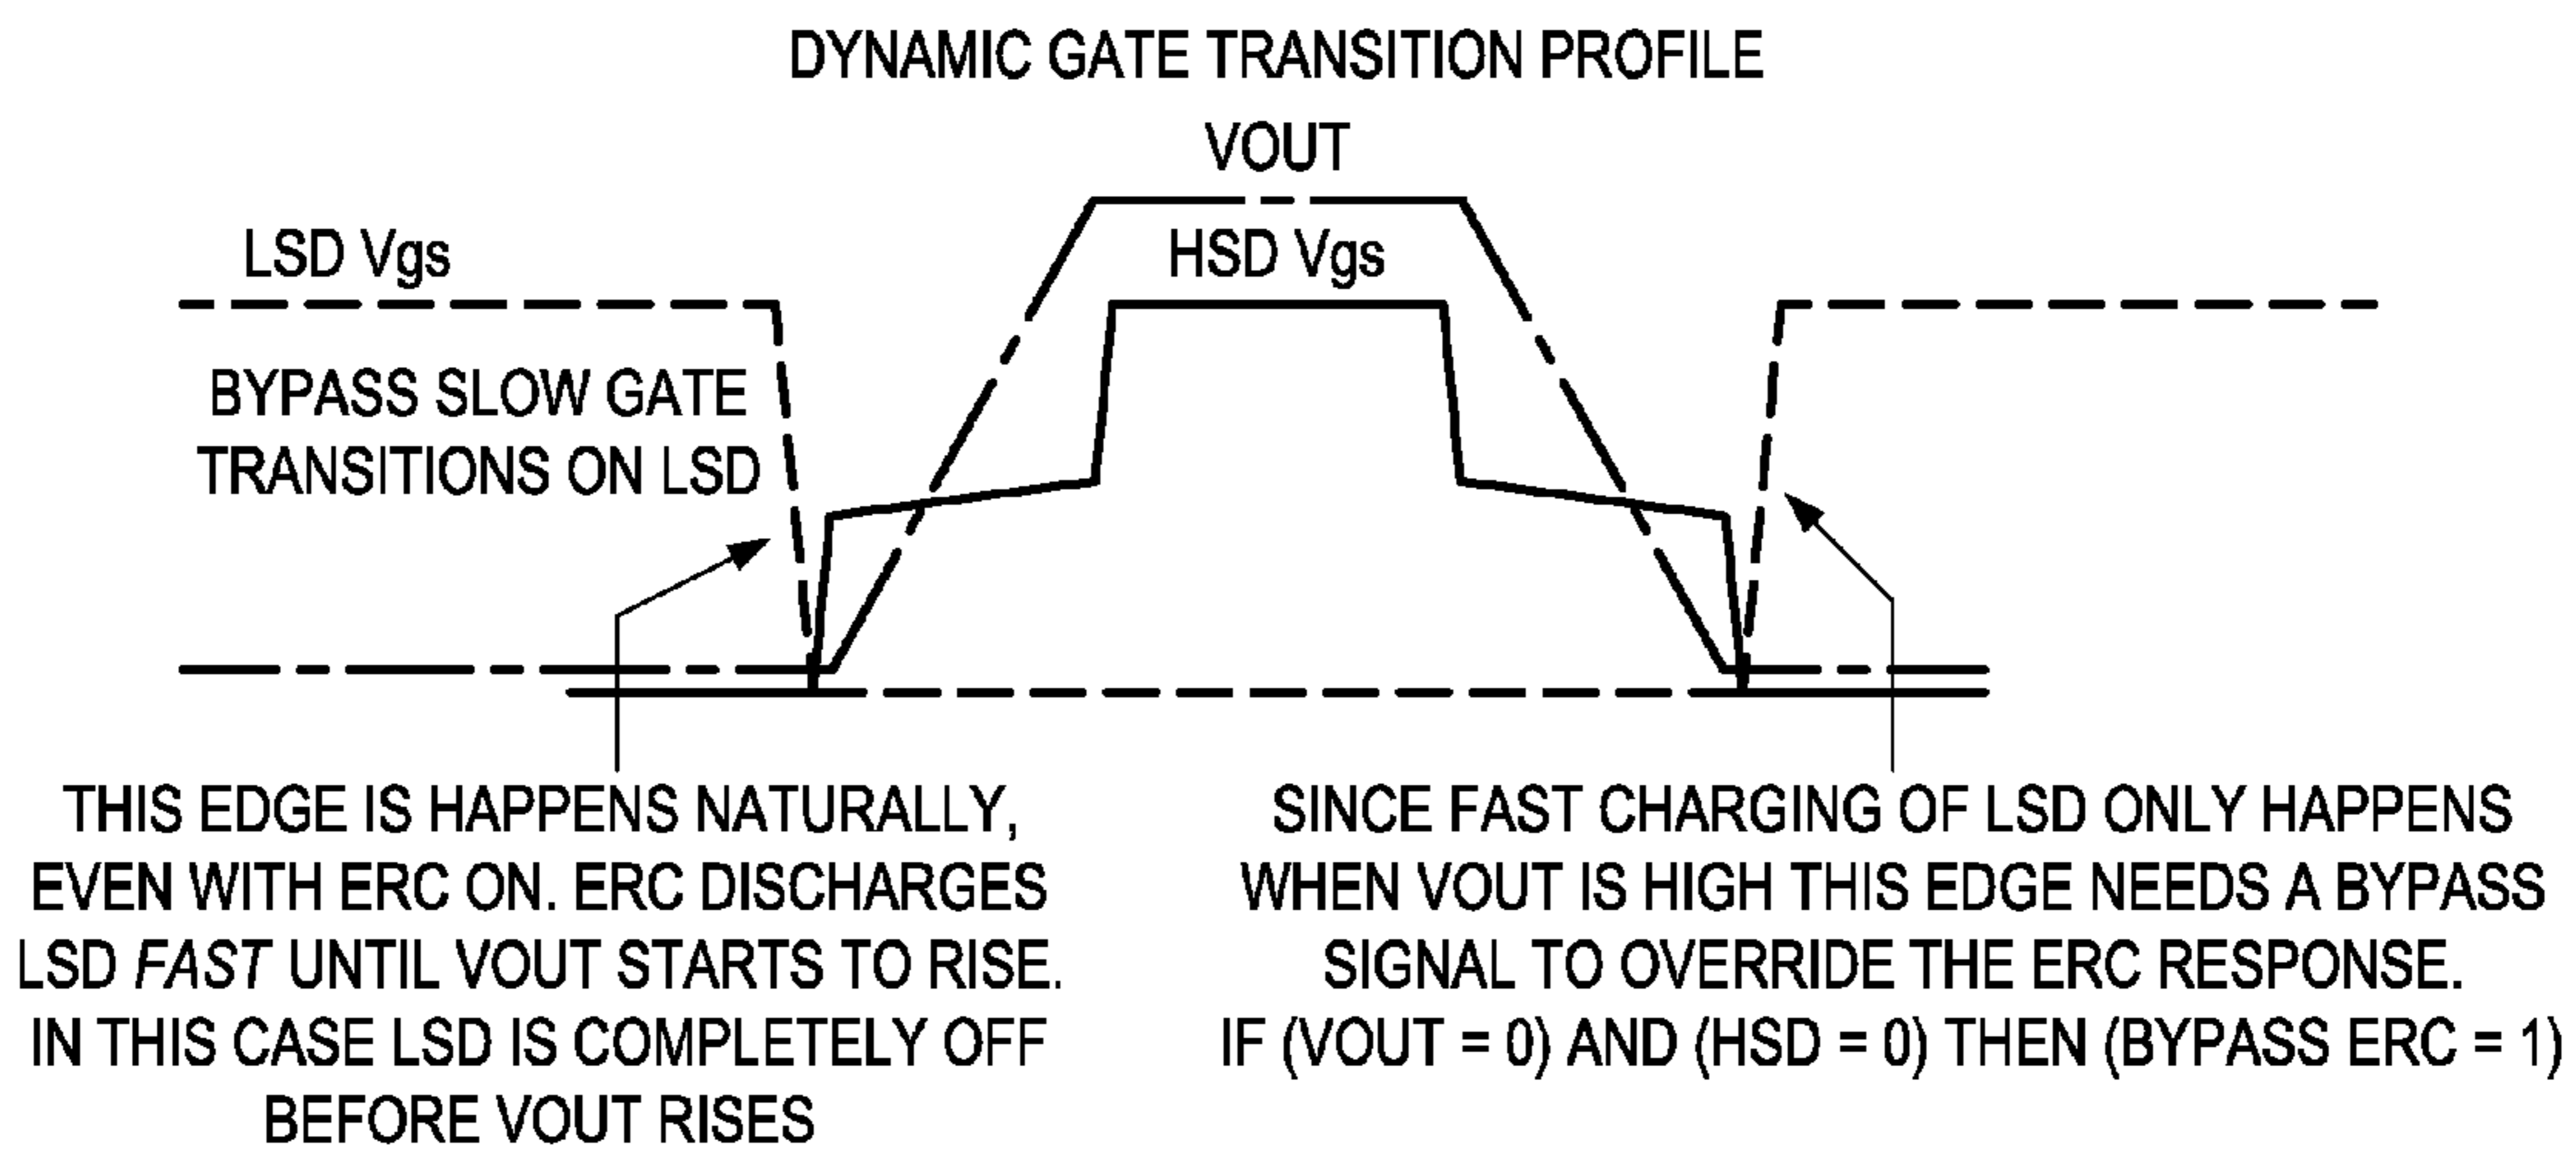 DYNAMIC GATE TRANSITION PROFILE
VOUT
LSD Vgs
HSD Vgs
BYPASS SLOW GATE
TRANSITIONS ON LSD
THIS EDGE IS HAPPENS NATURALLY,
EVEN WITH ERC ON. ERC DISCHARGES
LSD FAST UNTIL VOUT STARTS TO RISE.
IN THIS CASE LSD IS COMPLETELY OFF
BEFORE VOUT RISES
SINCE FAST CHARGING OF LSD ONLY HAPPENS
WHEN VOUT IS HIGH THIS EDGE NEEDS A BYPASS
SIGNAL TO OVERRIDE THE ERC RESPONSE.
IF (VOUT = 0) AND (HSD = 0) THEN (BYPASS ERC = 1)